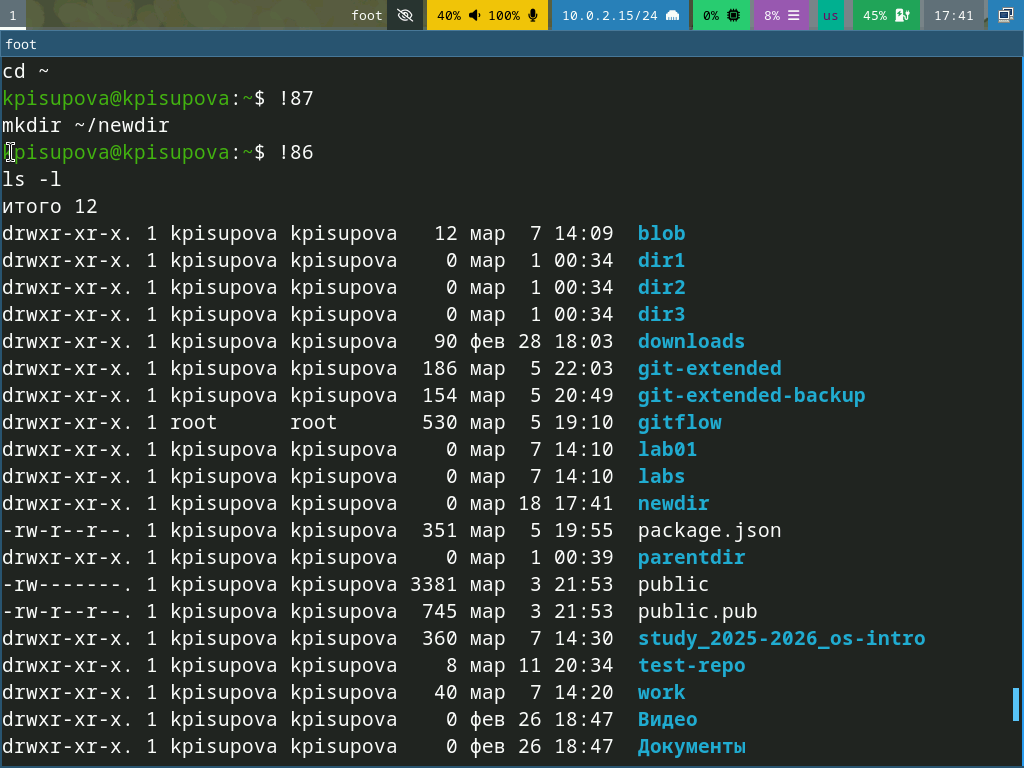 1 foot 40% 100% 10.0.2.15/24 0% 8% us 45% 17:41
foot
cd ~
kpisupova@kpisupova:~$ !87
mkdir ~/newdir
kpisupova@kpisupova:~$ !86
ls -l
итого 12
drwxr-xr-x. 1 kpisupova kpisupova   12 мар  7 14:09  blob
drwxr-xr-x. 1 kpisupova kpisupova    0 мар  1 00:34  dir1
drwxr-xr-x. 1 kpisupova kpisupova    0 мар  1 00:34  dir2
drwxr-xr-x. 1 kpisupova kpisupova    0 мар  1 00:34  dir3
drwxr-xr-x. 1 kpisupova kpisupova   90 фев 28 18:03  downloads
drwxr-xr-x. 1 kpisupova kpisupova  186 мар  5 22:03  git-extended
drwxr-xr-x. 1 kpisupova kpisupova  154 мар  5 20:49  git-extended-backup
drwxr-xr-x. 1 root      root       530 мар  5 19:10  gitflow
drwxr-xr-x. 1 kpisupova kpisupova    0 мар  7 14:10  lab01
drwxr-xr-x. 1 kpisupova kpisupova    0 мар  7 14:10  labs
drwxr-xr-x. 1 kpisupova kpisupova    0 мар 18 17:41  newdir
-rw-r--r--. 1 kpisupova kpisupova  351 мар  5 19:55  package.json
drwxr-xr-x. 1 kpisupova kpisupova    0 мар  1 00:39  parentdir
-rw-------. 1 kpisupova kpisupova 3381 мар  3 21:53  public
-rw-r--r--. 1 kpisupova kpisupova  745 мар  3 21:53  public.pub
drwxr-xr-x. 1 kpisupova kpisupova  360 мар  7 14:30  study_2025-2026_os-intro
drwxr-xr-x. 1 kpisupova kpisupova    8 мар 11 20:34  test-repo
drwxr-xr-x. 1 kpisupova kpisupova   40 мар  7 14:20  work
drwxr-xr-x. 1 kpisupova kpisupova    0 фев 26 18:47  Видео
drwxr-xr-x. 1 kpisupova kpisupova    0 фев 26 18:47  Документы